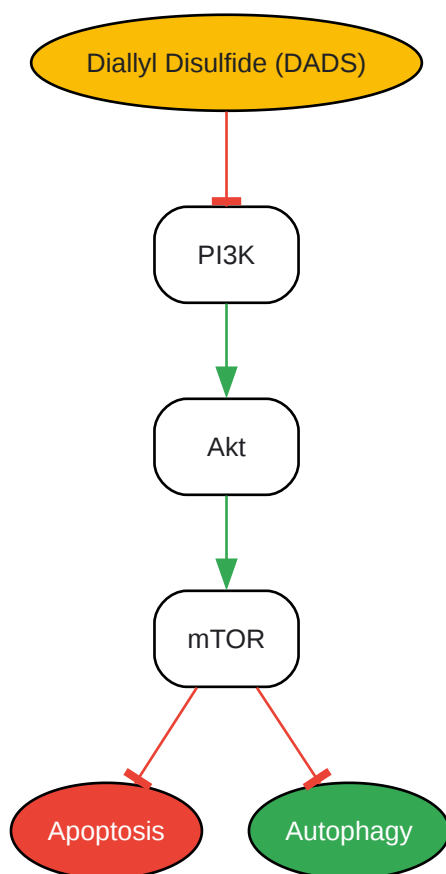 Diallyl Disulfide (DADS)
PI3K
Akt
mTOR
Apoptosis
Autophagy